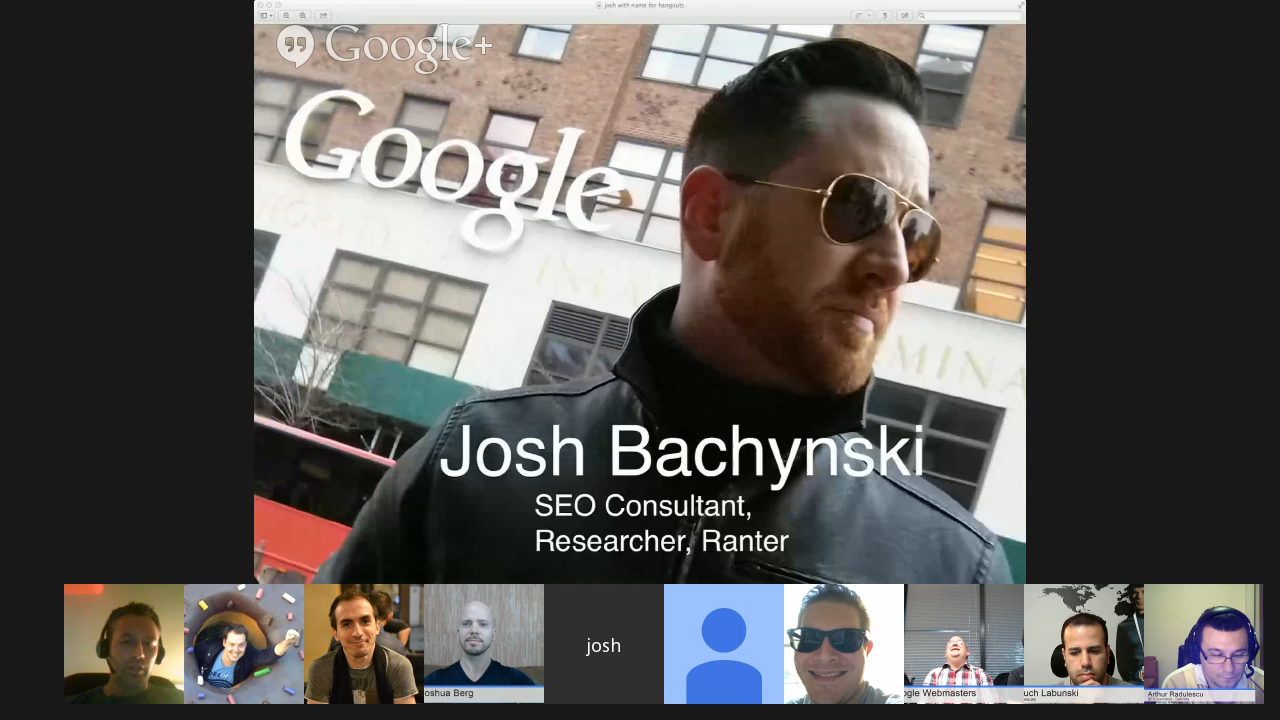 josh with name for hangouts
Google+
Google
Josh Bachynski
SEO Consultant,
Researcher, Ranter
josh
oshua Berg
ogle Webmasters
uch Labunski
Arthur Radulescu